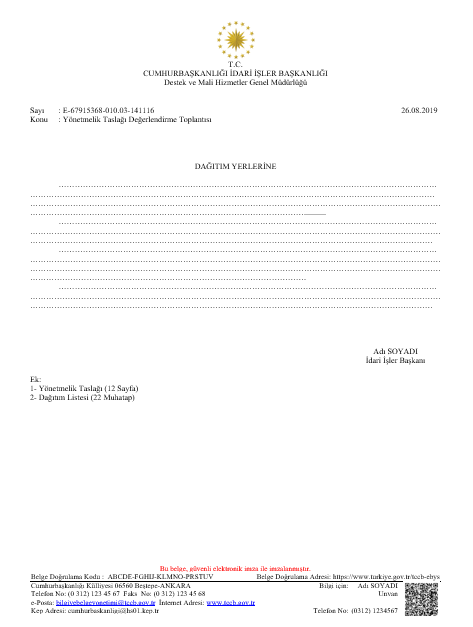 T.C.
CUMHURBAŞKANLIĞI İDARİ İŞLER BAŞKANLIĞI
Destek ve Mali Hizmetler Genel Müdürlüğü
Sayı : E-67915368-010.03-141116 26.08.2019
Konu : Yönetmelik Taslağı Değerlendirme Toplantısı
DAĞITIM YERLERİNE
Adı SOYADI
İdari İşler Başkanı
Ek:
1- Yönetmelik Taslağı (12 Sayfa)
2- Dağıtım Listesi (22 Muhatap)
Bu belge, güvenli elektronik imza ile imzalanmıştır.
Belge Doğrulama Kodu : ABCDE-FGHIJ-KLMNO-PRSTUV Belge Doğrulama Adresi: https://www.turkiye.gov.tr/tccb-ebys
Cumhurbaşkanlığı Külliyesi 06560 Beştepe-ANKARA Bilgi için: Adı SOYADI
Telefon No: (0 312) 123 45 67 Faks No: (0 312) 123 45 68 Unvan
e-Posta: bilgiyebelgeyonetimi@tccb.gov.tr İnternet Adresi: www.tccb.gov.tr
Kep Adresi: cumhurbaskanligi@hs01.kep.tr Telefon No: (0312) 1234567